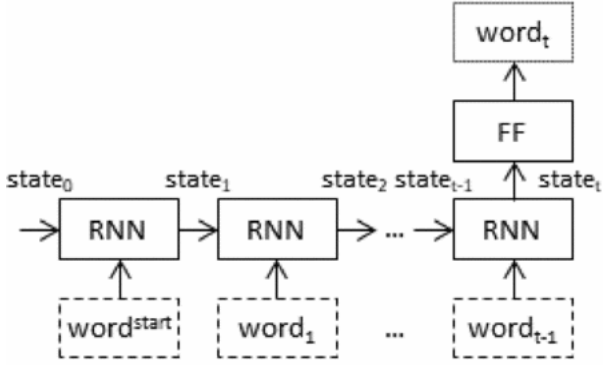 word_t
FF
state_0 state_1 state_2 state_{t-1} state_t
RNN RNN ... RNN
word^{start} word_1 ... word_{t-1}